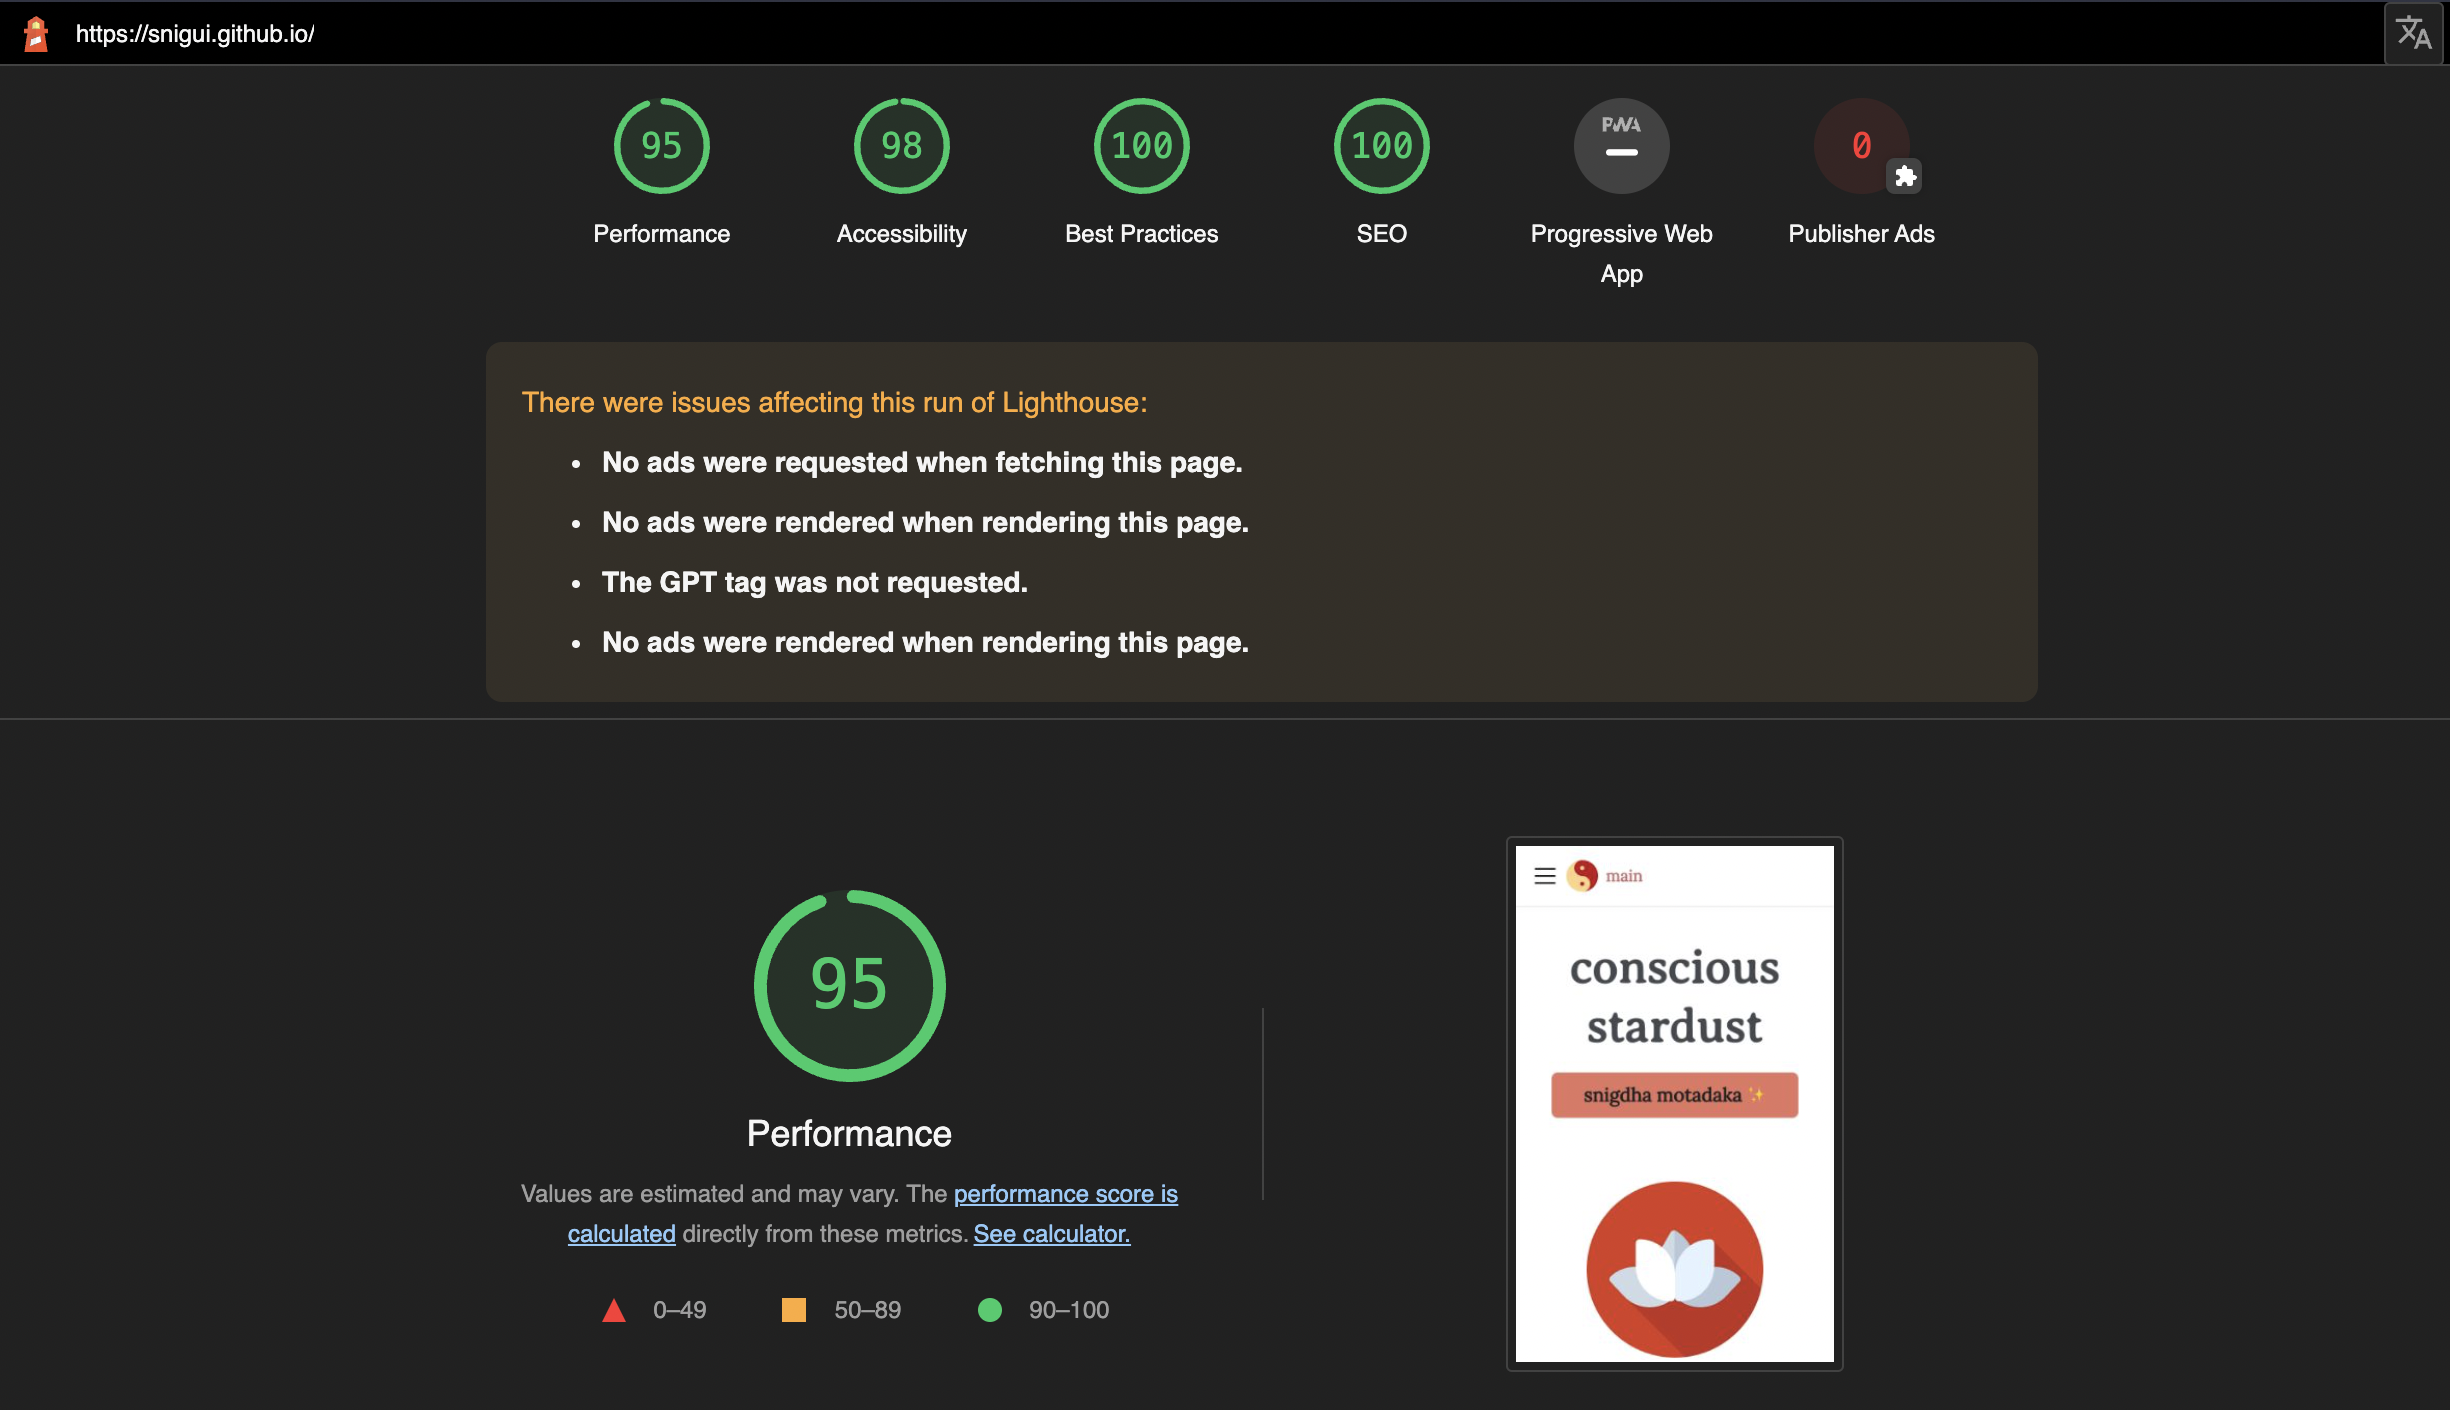 https://snigui.github.io/
95
98
100
100
PWA
0
Performance
Accessibility
Best Practices
SEO
Progressive Web
App
Publisher Ads
There were issues affecting this run of Lighthouse:
No ads were requested when fetching this page.
No ads were rendered when rendering this page.
The GPT tag was not requested.
No ads were rendered when rendering this page.
95
Performance
Values are estimated and may vary. The performance score is
calculated directly from these metrics. See calculator.
0–49
50–89
90–100
main
conscious
stardust
snigdha motadaka ✨